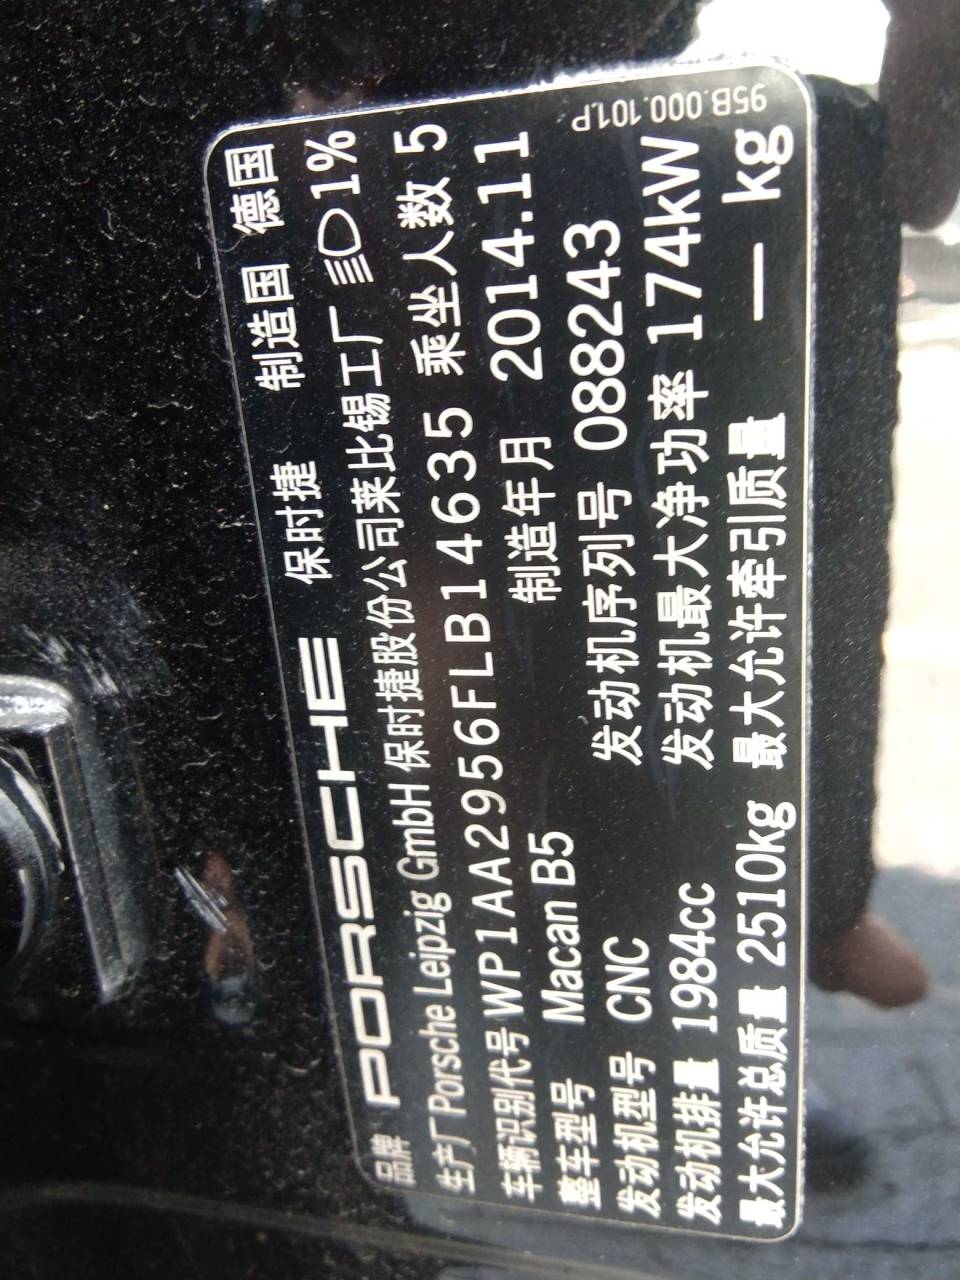 品牌 PORSCHE 保时捷 制造国 德国
生产厂 Porsche Leipzig GmbH 保时捷股份公司莱比锡工厂 1%
车辆识别代号 WP1AA2956FLB14635 乘坐人数 5
整车型号 Macan B5 制造年月 2014.11
发动机型号 CNC 发动机序列号 088243
发动机排量 1984cc 发动机最大净功率 174kW
最大允许总质量 2510kg 最大允许牵引质量 — kg
95B.000.101.P